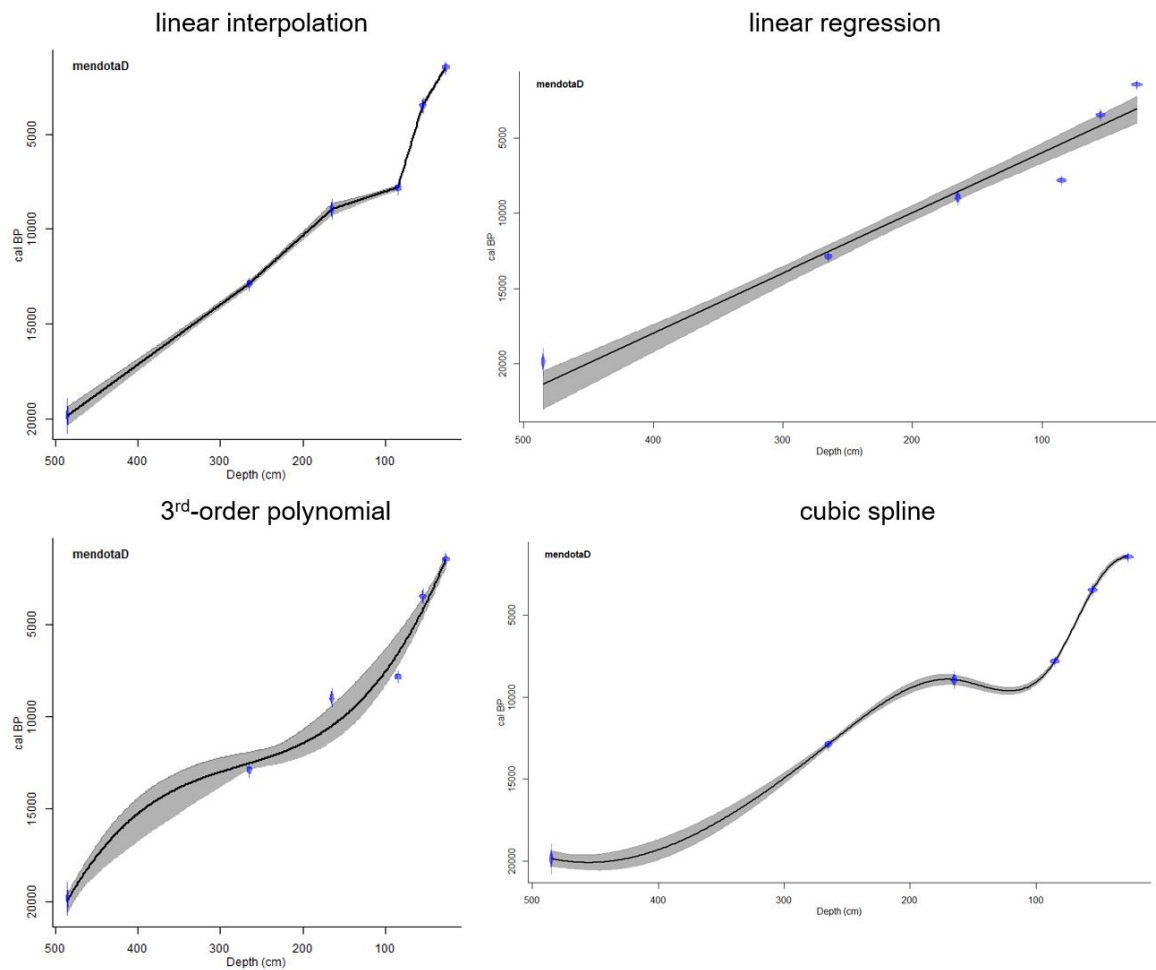 linear interpolation
mendotaD
cal BP
5000
10000
15000
20000
500
400
300
200
100
Depth (cm)
linear regression
mendotaD
cal BP
5000
10000
15000
20000
500
400
300
200
100
Depth (cm)
3rd-order polynomial
mendotaD
cal BP
5000
10000
15000
20000
500
400
300
200
100
Depth (cm)
cubic spline
mendotaD
cal BP
5000
10000
15000
20000
500
400
300
200
100
Depth (cm)